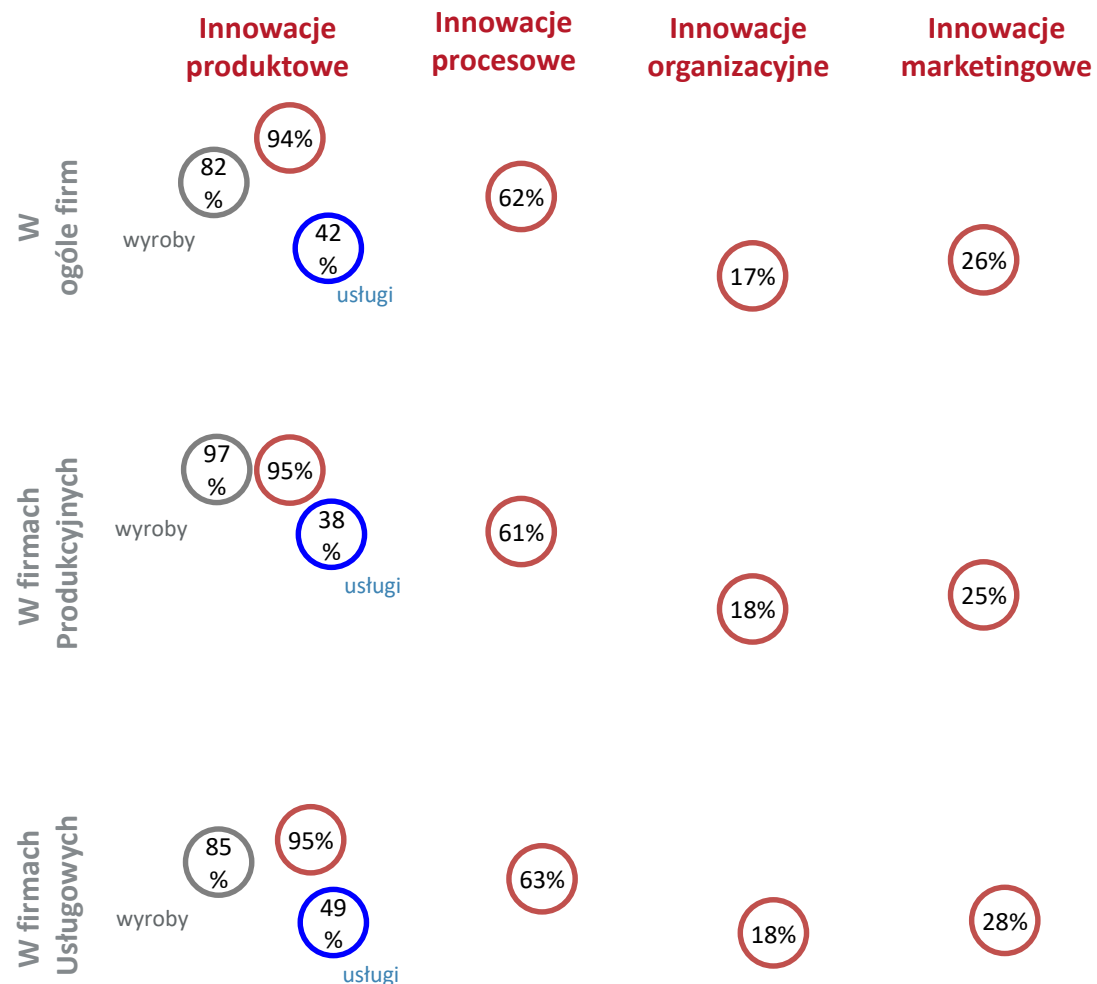 Innowacje
produktowe
Innowacje
procesowe
Innowacje
organizacyjne
Innowacje
marketingowe
W
ogóle firm
94%
82
%
62%
wyroby
42
%
usługi
17%
26%
W firmach
Produkcyjnych
97
%
95%
wyroby
38
%
usługi
61%
18%
25%
W firmach
Usługowych
85
%
95%
wyroby
49
%
usługi
63%
18%
28%